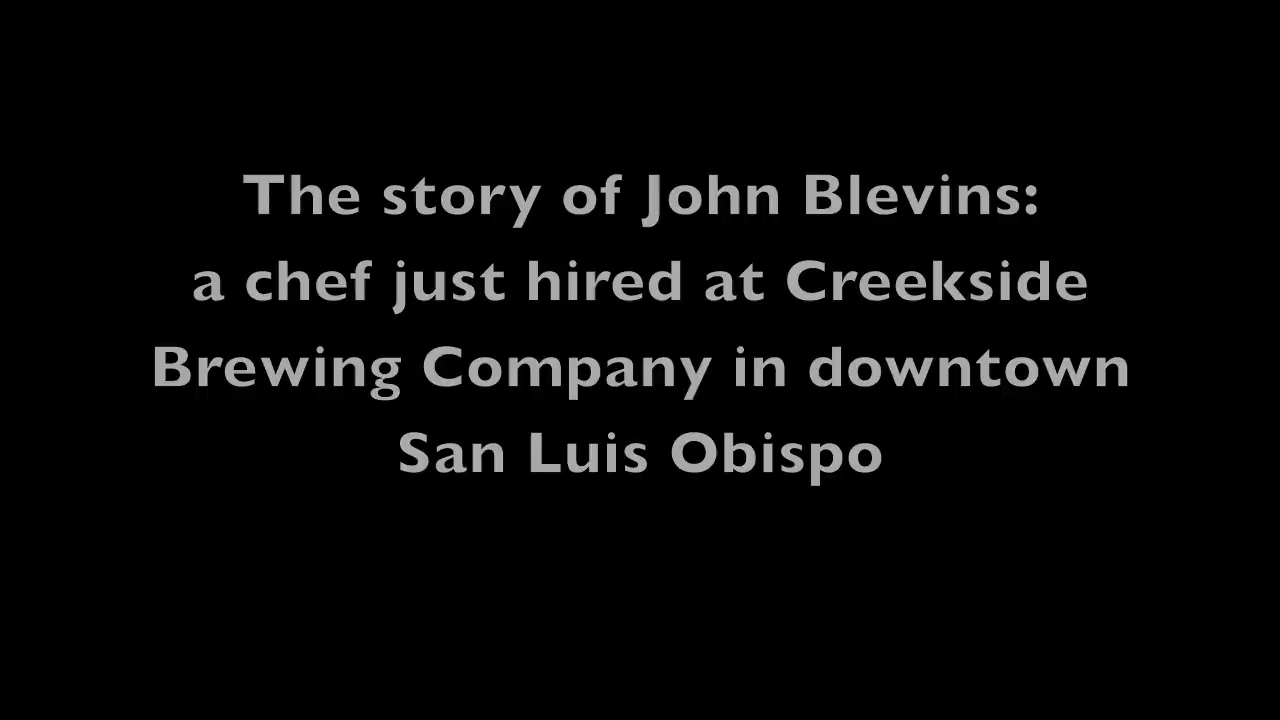 The story of John Blevins:
a chef just hired at Creekside
Brewing Company in downtown
San Luis Obispo